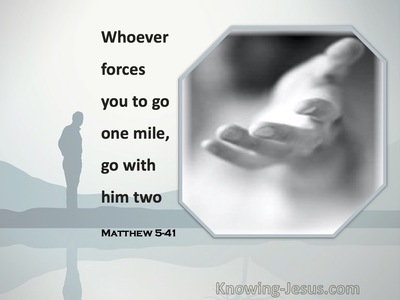 Whoever
forces
you to go
one mile,
go with
him two
Matthew 5-41
Knowing-Jesus.com